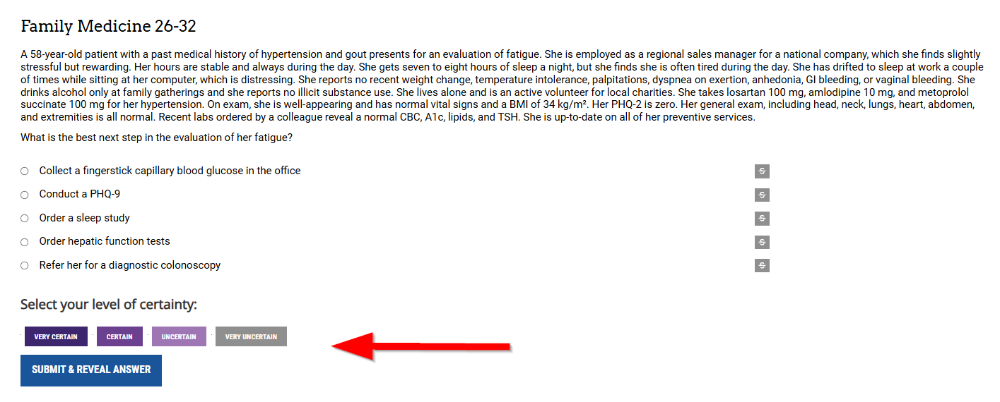 Family Medicine 26-32
A 58-year-old patient with a past medical history of hypertension and gout presents for an evaluation of fatigue. She is employed as a regional sales manager for a national company, which she finds slightly
stressful but rewarding. Her hours are stable and always during the day. She gets seven to eight hours of sleep a night, but she finds she is often tired during the day. She has drifted to sleep at work a couple
of times while sitting at her computer, which is distressing. She reports no recent weight change, temperature intolerance, palpitations, dyspnea on exertion, anhedonia, GI bleeding, or vaginal bleeding. She
drinks alcohol only at family gatherings and she reports no illicit substance use. She lives alone and is an active volunteer for local charities. She takes losartan 100 mg, amlodipine 10 mg, and metoprolol
succinate 100 mg for her hypertension. On exam, she is well-appearing and has normal vital signs and a BMI of 34 kg/m². Her PHQ-2 is zero. Her general exam, including head, neck, lungs, heart, abdomen,
and extremities is all normal. Recent labs ordered by a colleague reveal a normal CBC, A1c, lipids, and TSH. She is up-to-date on all of her preventive services.
What is the best next step in the evaluation of her fatigue?
Collect a fingerstick capillary blood glucose in the office
Conduct a PHQ-9
Order a sleep study
Order hepatic function tests
Refer her for a diagnostic colonoscopy
Select your level of certainty:
VERY CERTAIN CERTAIN UNCERTAIN VERY UNCERTAIN
SUBMIT & REVEAL ANSWER